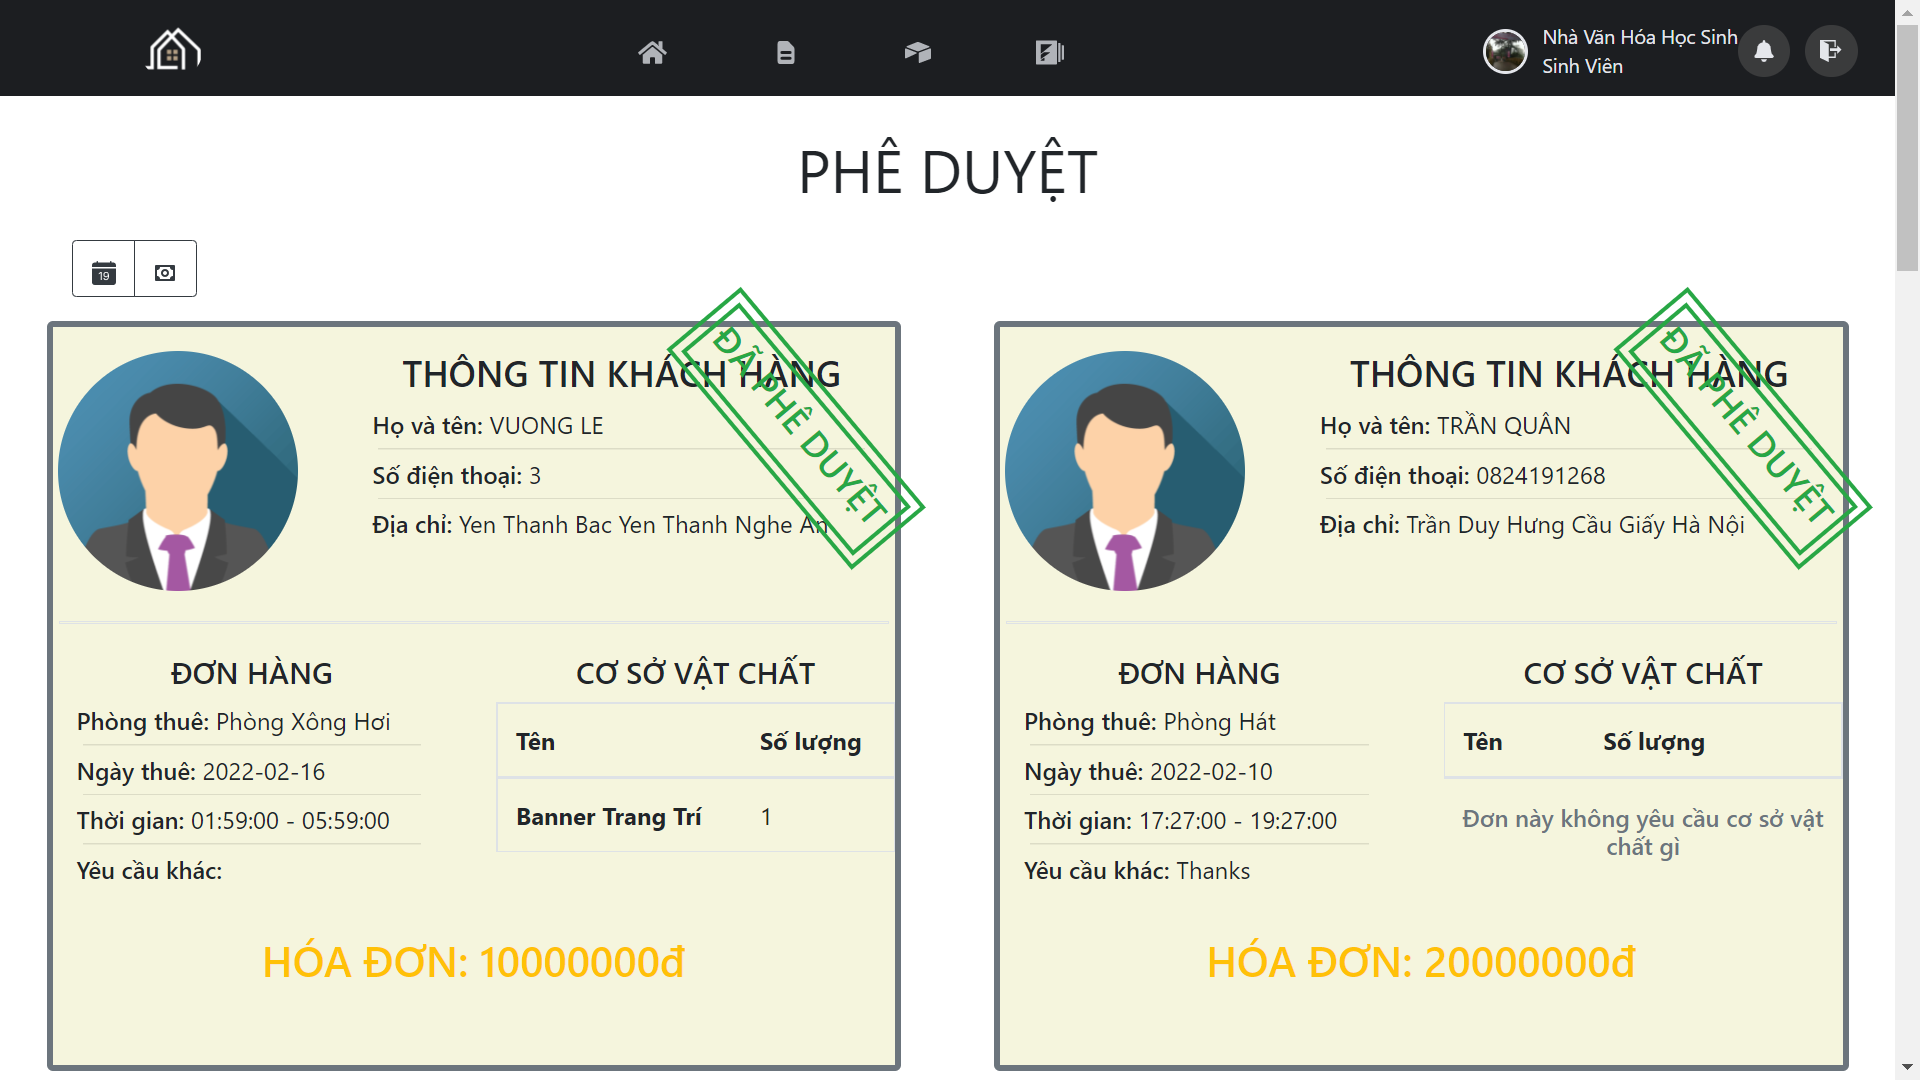 Nhà Văn Hóa Học Sinh
Sinh Viên
PHÊ DUYỆT
19
THÔNG TIN KHÁCH HÀNG
Họ và tên: VUONG LE
Số điện thoại: 3
Địa chỉ: Yen Thanh Bac Yen Thanh Nghe An
ĐÃ PHÊ DUYỆT
ĐƠN HÀNG
Phòng thuê: Phòng Xông Hơi
Ngày thuê: 2022-02-16
Thời gian: 01:59:00 - 05:59:00
Yêu cầu khác:
CƠ SỞ VẬT CHẤT
Tên Số lượng
Banner Trang Trí 1
HÓA ĐƠN: 10000000đ
THÔNG TIN KHÁCH HÀNG
Họ và tên: TRẦN QUÂN
Số điện thoại: 0824191268
Địa chỉ: Trần Duy Hưng Cầu Giấy Hà Nội
ĐÃ PHÊ DUYỆT
ĐƠN HÀNG
Phòng thuê: Phòng Hát
Ngày thuê: 2022-02-10
Thời gian: 17:27:00 - 19:27:00
Yêu cầu khác: Thanks
CƠ SỞ VẬT CHẤT
Tên Số lượng
Đơn này không yêu cầu cơ sở vật
chất gì
HÓA ĐƠN: 20000000đ